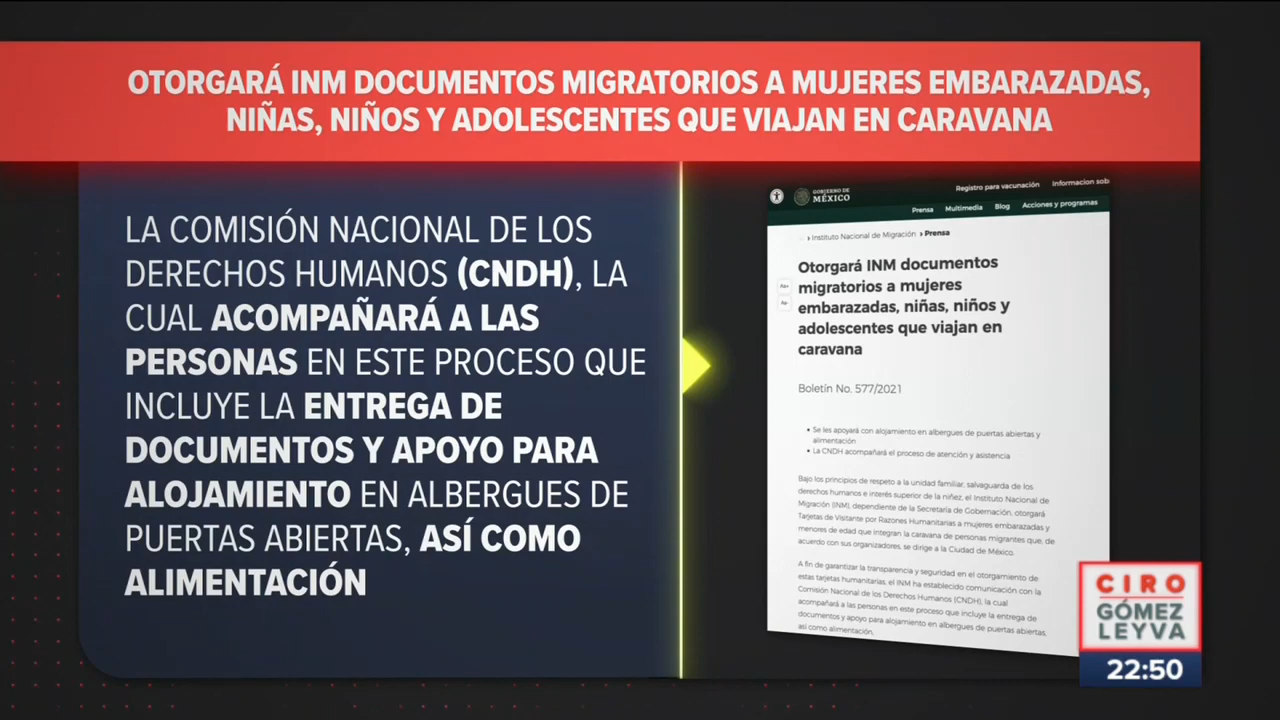 OTORGARÁ INM DOCUMENTOS MIGRATORIOS A MUJERES EMBARAZADAS,
NIÑAS, NIÑOS Y ADOLESCENTES QUE VIAJAN EN CARAVANA
LA COMISIÓN NACIONAL DE LOS
DERECHOS HUMANOS (CNDH), LA
CUAL ACOMPAÑARÁ A LAS
PERSONAS EN ESTE PROCESO QUE
INCLUYE LA ENTREGA DE
DOCUMENTOS Y APOYO PARA
ALOJAMIENTO EN ALBERGUES DE
PUERTAS ABIERTAS, ASÍ COMO
ALIMENTACIÓN
GOBIERNO DE
MÉXICO
Registro para vacunación Informacion sob
Prensa Multimedia Blog Acciones y programas
› Instituto Nacional de Migración › Prensa
Otorgará INM documentos
migratorios a mujeres
embarazadas, niñas, niños y
adolescentes que viajan en
caravana
Boletín No. 577/2021
• Se les apoyará con alojamiento en albergues de puertas abiertas y
alimentación
• La CNDH acompañará el proceso de atención y asistencia
Bajo los principios de respeto a la unidad familiar, salvaguarda de los
derechos humanos e interés superior de la niñez, el Instituto Nacional de
Migración (INM), dependiente de la Secretaría de Gobernación, otorgará
Tarjetas de Visitante por Razones Humanitarias a mujeres embarazadas y
menores de edad que integran la caravana de personas migrantes que, de
acuerdo con sus organizadores, se dirige a la Ciudad de México.
A fin de garantizar la transparencia y seguridad en el otorgamiento de
estas tarjetas humanitarias, el INM ha establecido comunicación con la
Comisión Nacional de los Derechos Humanos (CNDH), la cual
acompañará a las personas en este proceso que incluye la entrega de
documentos y apoyo para alojamiento en albergues de puertas abiertas,
así como alimentación.
CIRO
GÓMEZ
LEYVA
22:50